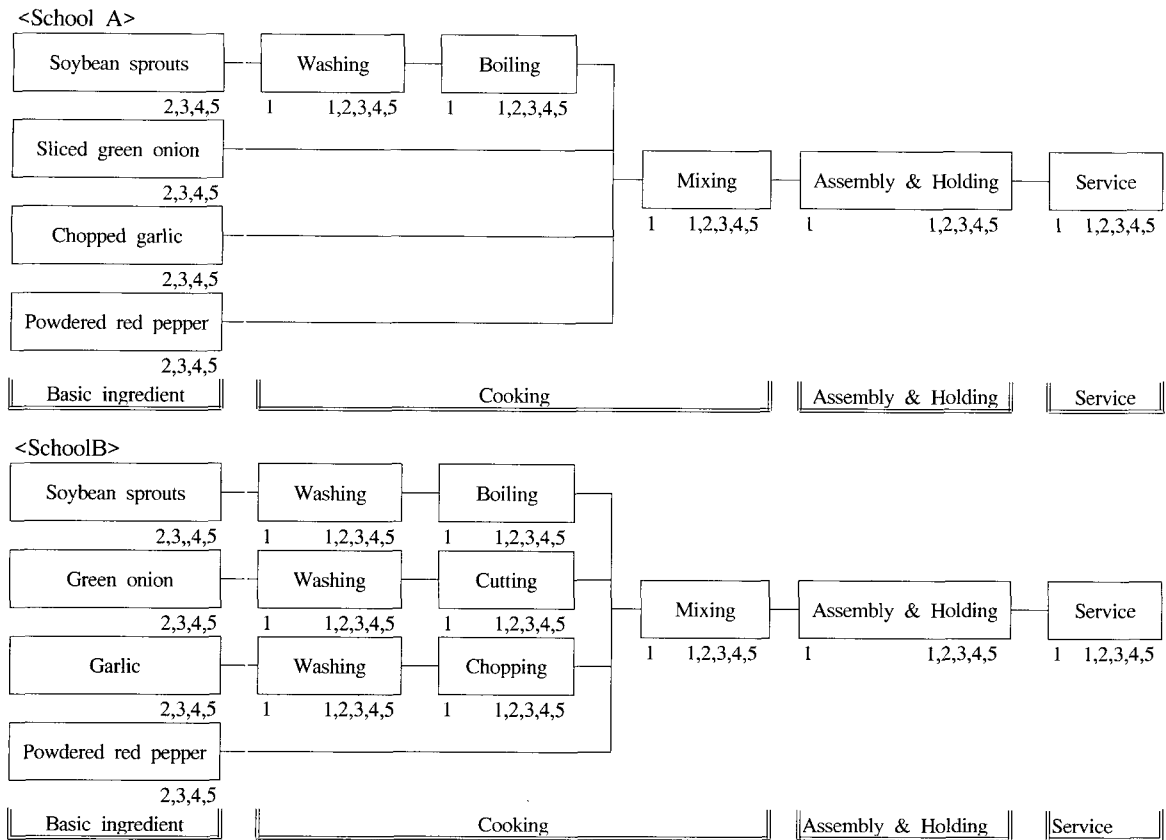 <School A>
Soybean sprouts Washing Boiling
2,3,4,5 1 1,2,3,4,5 1 1,2,3,4,5
Sliced green onion
Mixing Assembly & Holding Service
2,3,4,5
1 1,2,3,4,5 1 1,2,3,4,5 1 1,2,3,4,5
Chopped garlic
2,3,4,5
Powdered red pepper
2,3,4,5
Basic ingredient Cooking Assembly & Holding Service
<SchoolB>
Soybean sprouts Washing Boiling
2,3,,4,5 1 1,2,3,4,5 1 1,2,3,4,5
Green onion Washing Cutting
Mixing Assembly & Holding Service
2,3,4,5 1 1,2,3,4,5 1 1,2,3,4,5
1 1,2,3,4,5 1 1,2,3,4,5 1 1,2,3,4,5
Garlic Washing Chopping
2,3,4,5 1 1,2,3,4,5 1 1,2,3,4,5
Powdered red pepper
2,3,4,5
Basic ingredient Cooking Assembly & Holding Service